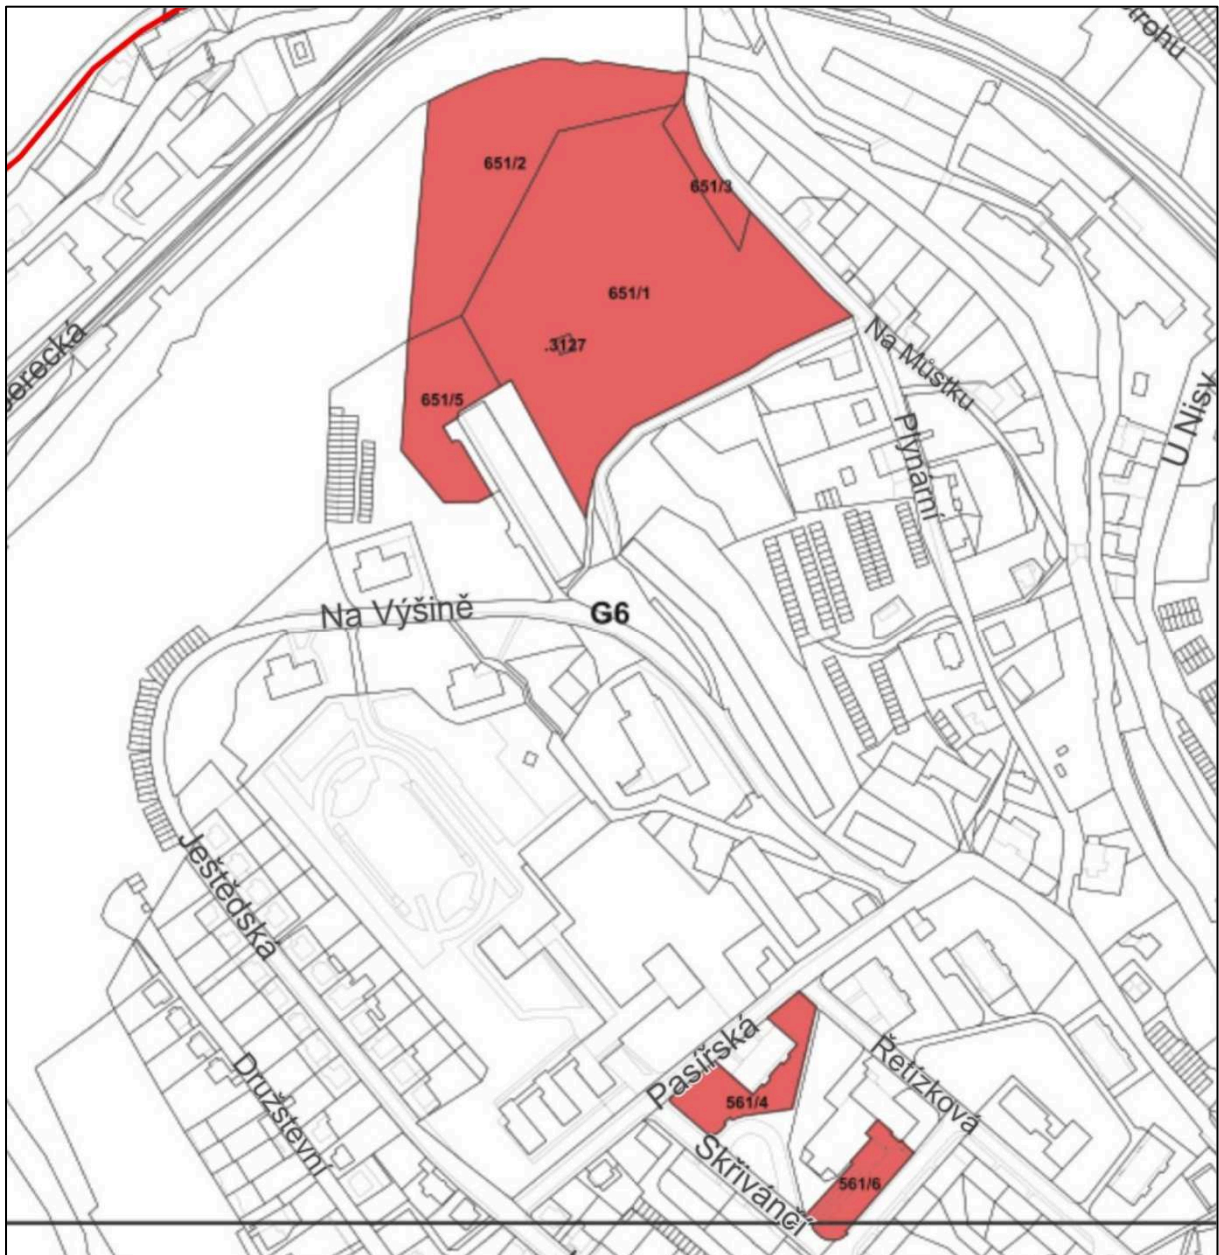 651/2
651/3
651/1
.3127
651/5
Na Můstku
Plynární
U Nisy
Na Výšině
G6
Ještědská
Družstevní
Pasířská
Řetízková
561/4
Skřivánčí
561/6